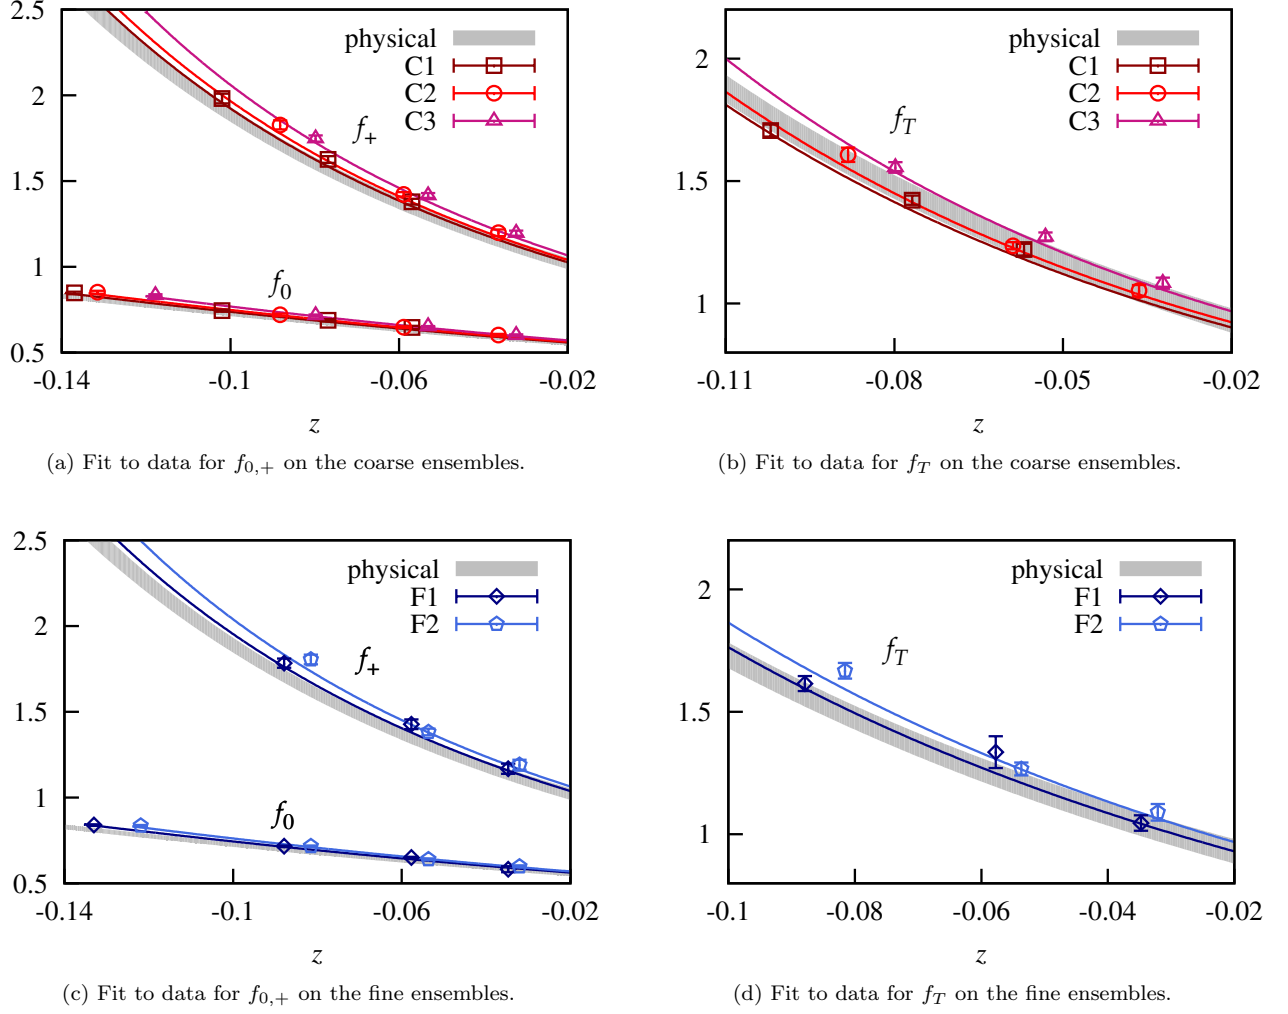 2.5
2
1.5
1
0.5
physical
C1
C2
C3
f+
f0
-0.14
-0.1
-0.06
-0.02
z
(a) Fit to data for f0,+ on the coarse ensembles.
2
1.5
1
physical
C1
C2
C3
fT
-0.11
-0.08
-0.05
-0.02
z
(b) Fit to data for fT on the coarse ensembles.
2.5
2
1.5
1
0.5
physical
F1
F2
f+
f0
-0.14
-0.1
-0.06
-0.02
z
(c) Fit to data for f0,+ on the fine ensembles.
2
1.5
1
physical
F1
F2
fT
-0.1
-0.08
-0.06
-0.04
-0.02
z
(d) Fit to data for fT on the fine ensembles.